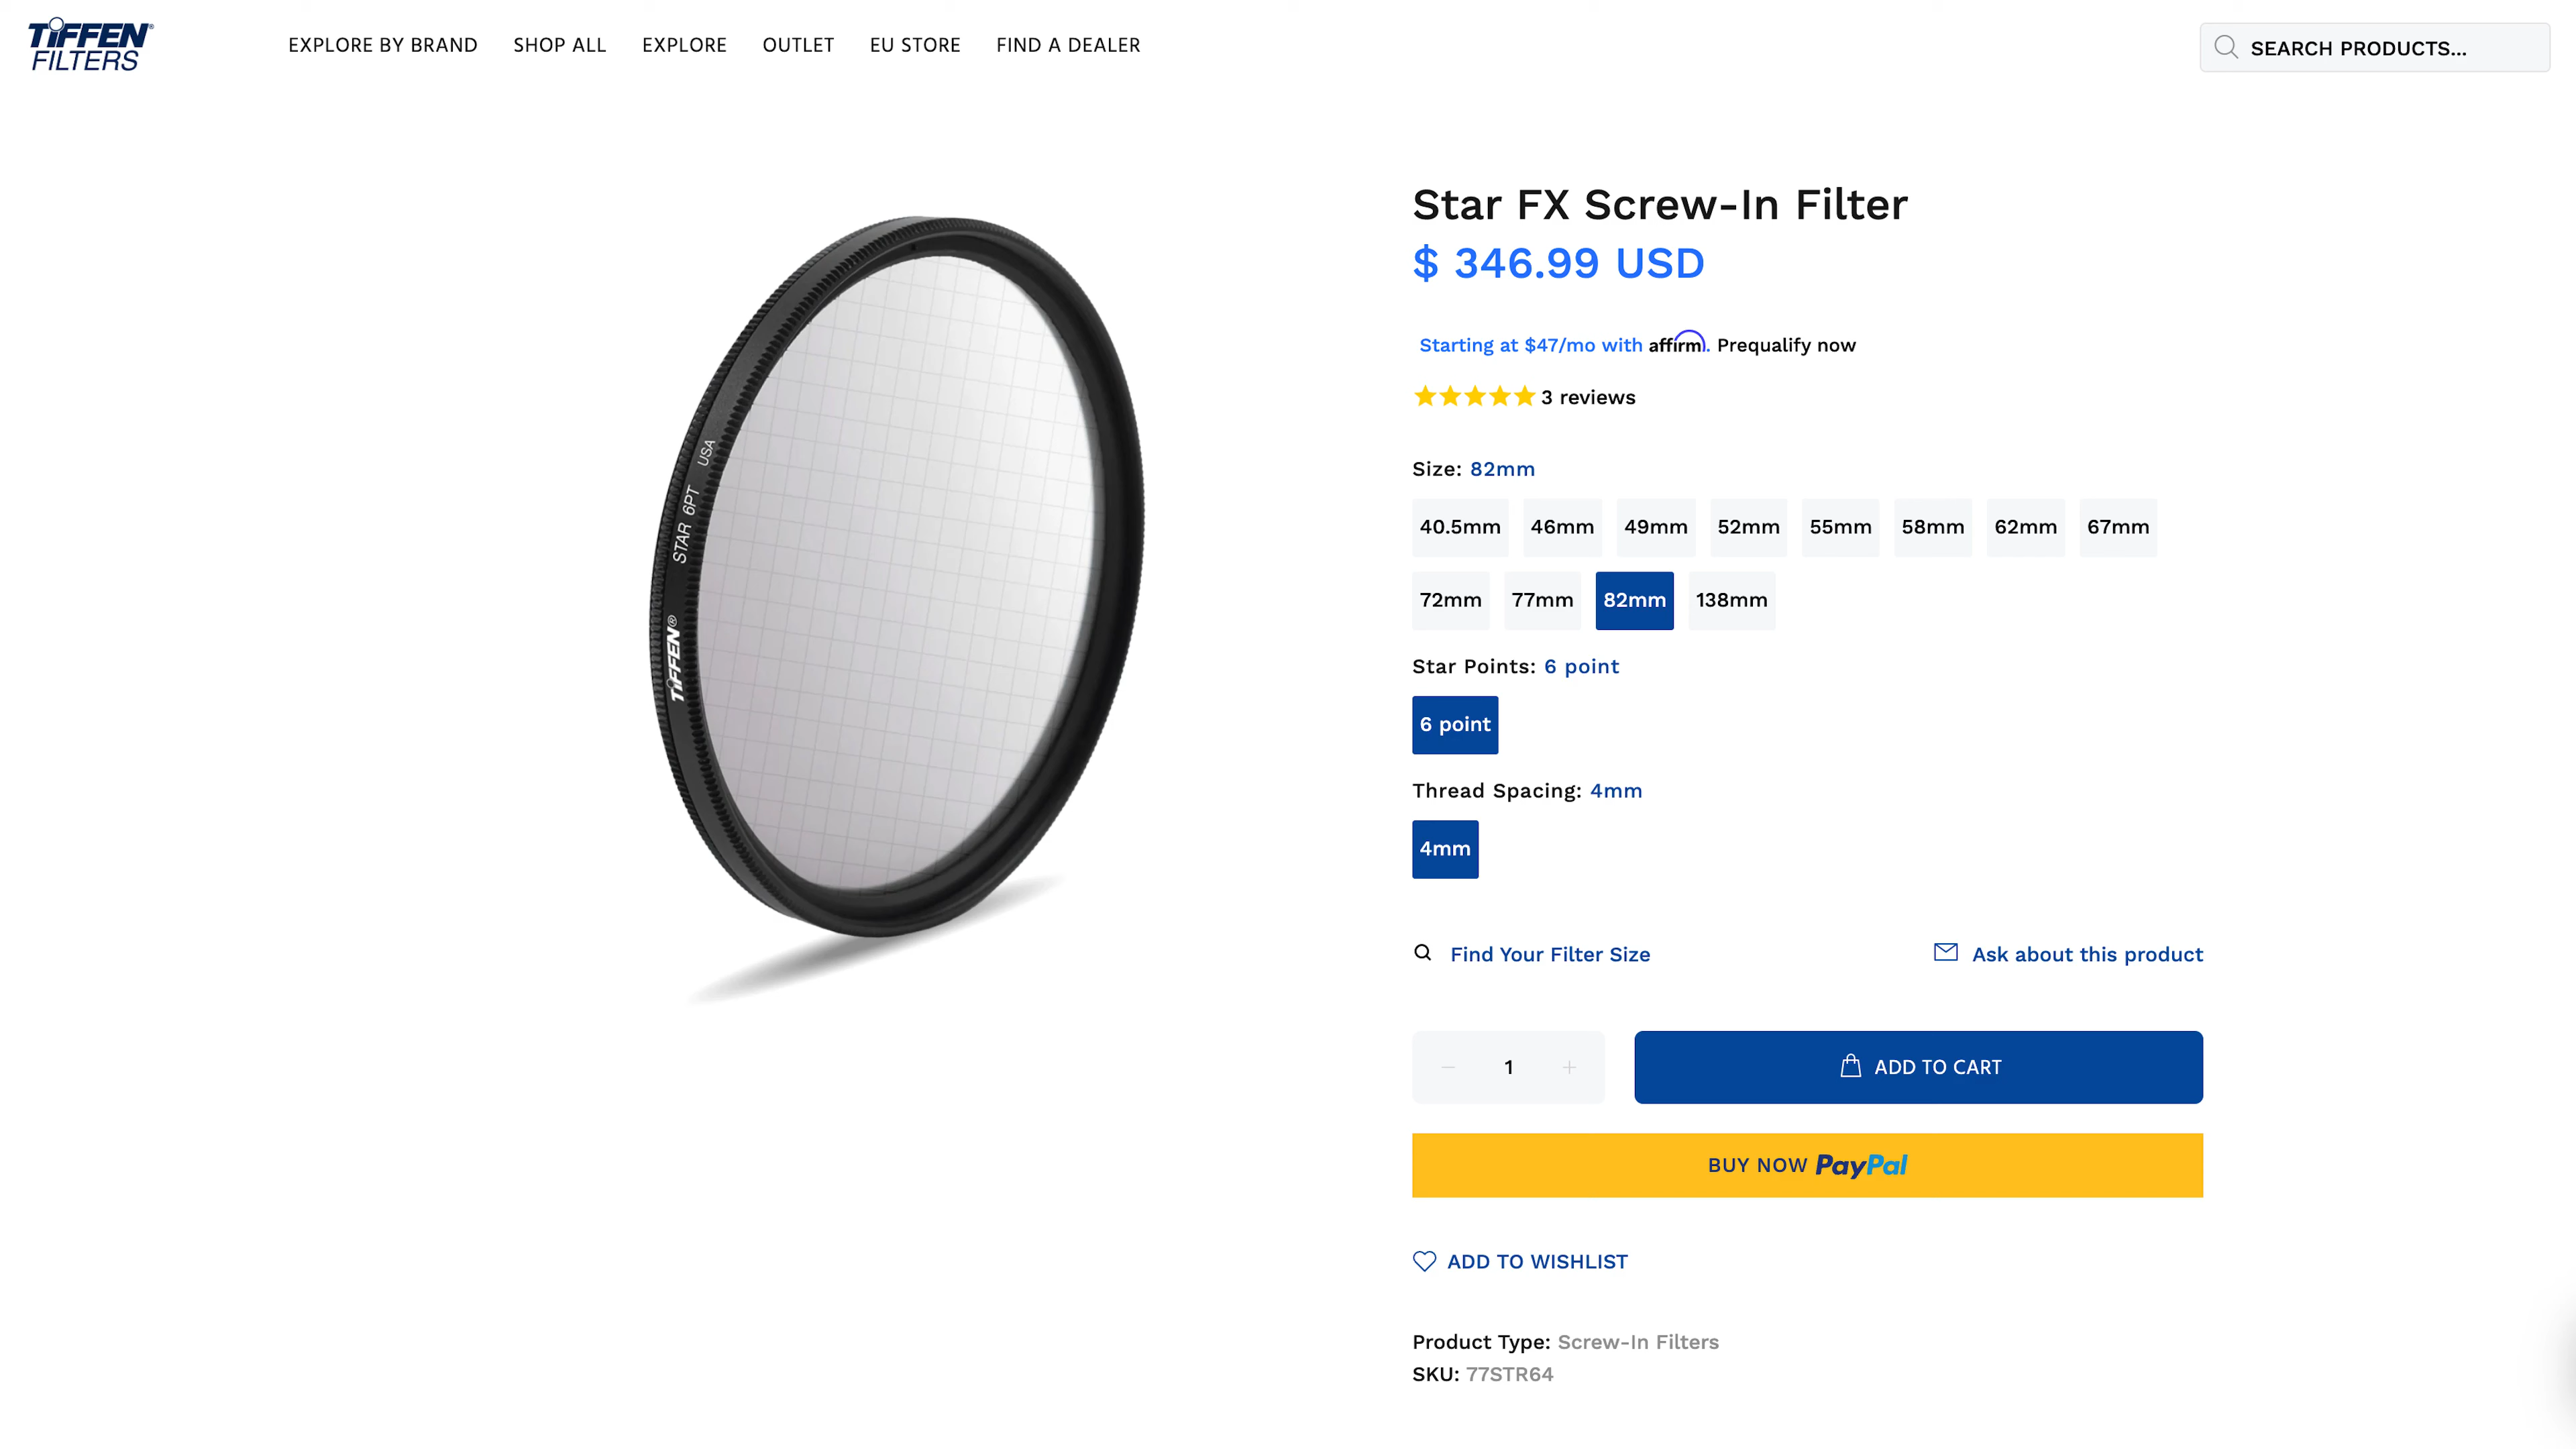 TiFFEN®
FILTERS
EXPLORE BY BRAND SHOP ALL EXPLORE OUTLET EU STORE FIND A DEALER
SEARCH PRODUCTS...
TiFFEN® STAR 6PT USA
Star FX Screw-In Filter
$ 346.99 USD
Starting at $47/mo with affirm. Prequalify now
3 reviews
Size: 82mm
40.5mm 46mm 49mm 52mm 55mm 58mm 62mm 67mm
72mm 77mm 82mm 138mm
Star Points: 6 point
6 point
Thread Spacing: 4mm
4mm
Find Your Filter Size Ask about this product
1 ADD TO CART
BUY NOW PayPal
ADD TO WISHLIST
Product Type: Screw-In Filters
SKU: 77STR64